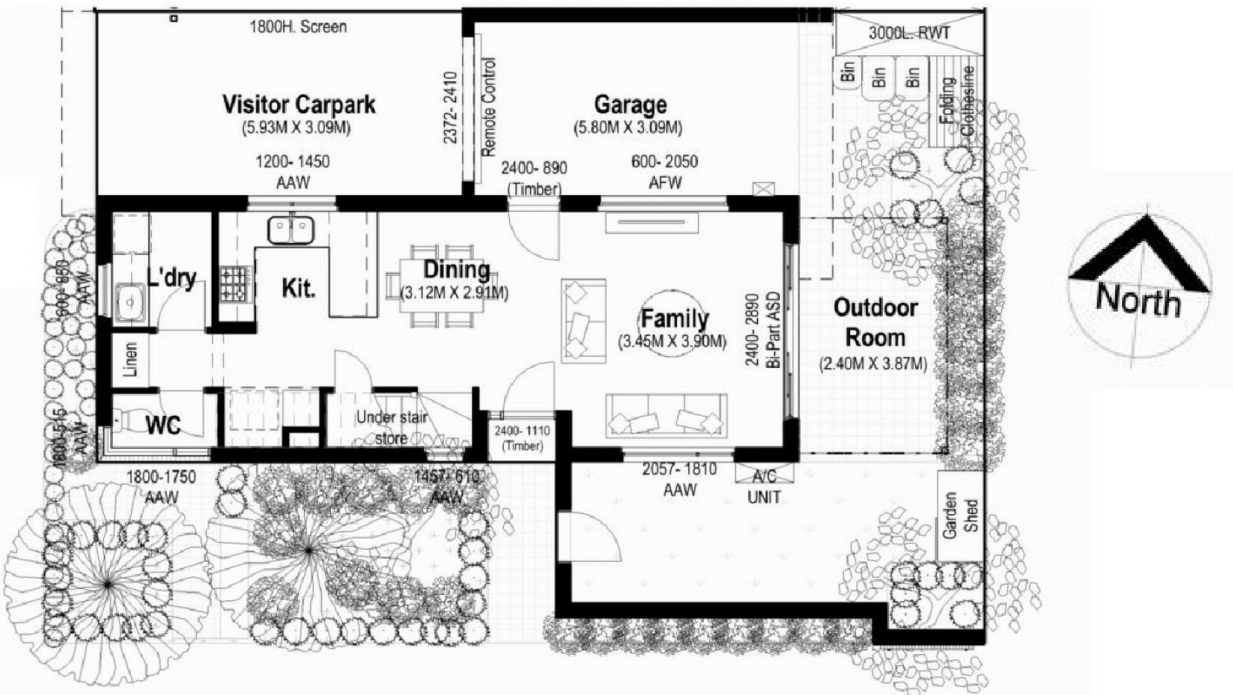 1800H. Screen
3000L. RWT
Bin
Bin
Bin
Folding
Clothesline
Visitor Carpark
(5.93M X 3.09M)
2372- 2410
Remote Control
Garage
(5.80M X 3.09M)
1200- 1450
AAW
2400- 890
(Timber)
600- 2050
AFW
L'dry
Kit.
Dining
(3.12M X 2.91M)
Family
(3.45M X 3.90M)
2400- 2890
Bi-Part ASD
Outdoor
Room
(2.40M X 3.87M)
North
AAW
Linen
WC
Under stair
store
2400- 1110
(Timber)
1800-515
AAW
1800-1750
AAW
1457- 610
AAW
2057- 1810
AAW
A/C
UNIT
Garden
Shed